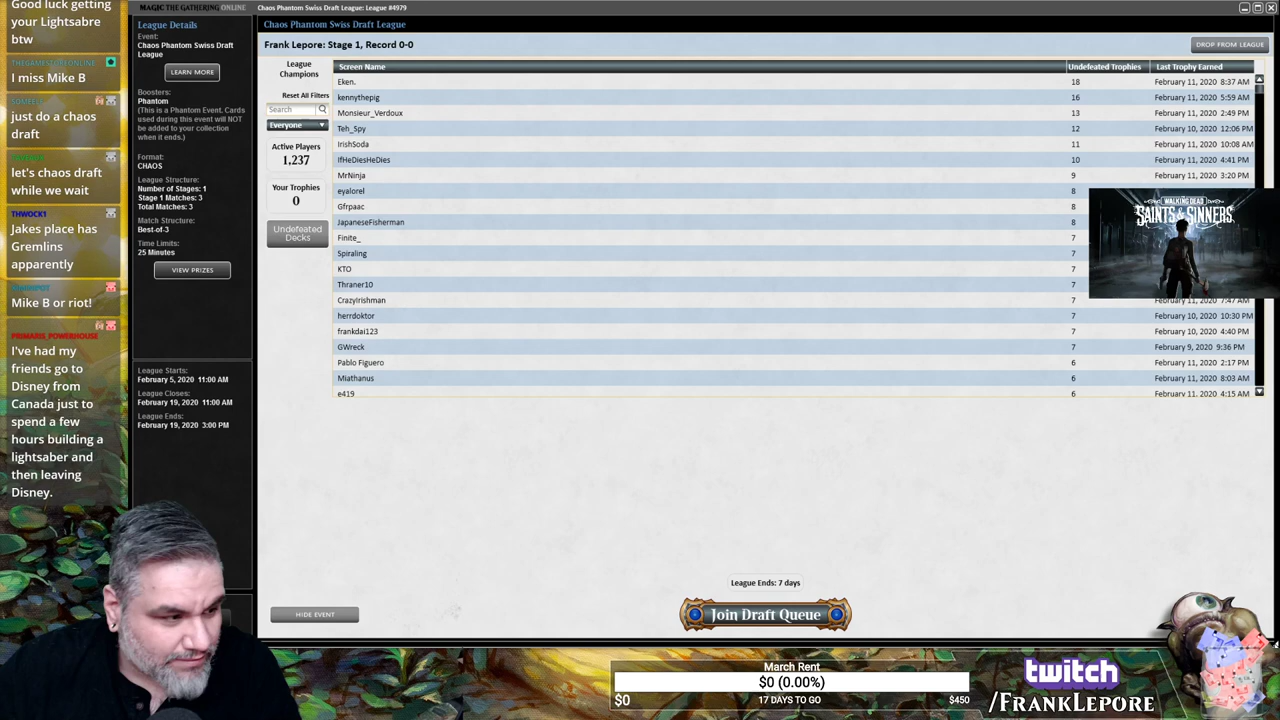 Good luck getting
your Lightsabre
btw
THEGAMESTOREONLINE
I miss Mike B
just do a chaos
draft
let's chaos draft
while we wait
THWOCK1
Jakes place has
Gremlins
apparently
Mike B or riot!
PRIMARIS_POWERHOUSE
I've had my
friends go to
Disney from
Canada just to
spend a few
hours building a
lightsaber and
then leaving
Disney.
MAGIC THE GATHERING ONLINE
League Details
Event:
Chaos Phantom Swiss Draft
League
LEARN MORE
Boosters:
Phantom
(This is a Phantom Event. Cards
used during this event will NOT
be added to your collection
when it ends.)
Format:
CHAOS
League Structure:
Number of Stages: 1
Stage 1 Matches: 3
Total Matches: 3
Match Structure:
Best-of-3
Time Limits:
25 Minutes
VIEW PRIZES
League Starts:
February 5, 2020 11:00 AM
League Closes:
February 19, 2020 11:00 AM
League Ends:
February 19, 2020 3:00 PM
Chaos Phantom Swiss Draft League: League #4979
Chaos Phantom Swiss Draft League
Frank Lepore: Stage 1, Record 0-0
DROP FROM LEAGUE
League
Champions
Reset All Filters
Search
Everyone
Active Players
1,237
Your Trophies
0
Undefeated
Decks
Screen Name Undefeated Trophies Last Trophy Earned
Eken. 18 February 11, 2020 8:37 AM
kennythepig 16 February 11, 2020 5:59 AM
Monsieur_Verdoux 13 February 11, 2020 2:49 PM
Teh_Spy 12 February 10, 2020 12:06 PM
IrishSoda 11 February 11, 2020 10:08 AM
IfHeDiesHeDies 10 February 11, 2020 4:41 PM
MrNinja 9 February 11, 2020 3:20 PM
eyalorel 8
Gfrpaac 8
JapaneseFisherman 8
Finite_ 7
Spiraling 7
KTO 7
Thraner10 7
CrazyIrishman 7 February 11, 2020 7:47 AM
herrdoktor 7 February 10, 2020 10:30 PM
frankdai123 7 February 10, 2020 4:40 PM
GWreck 7 February 9, 2020 9:36 PM
Pablo Figuero 6 February 11, 2020 2:17 PM
Miathanus 6 February 11, 2020 8:03 AM
e419 6 February 11, 2020 4:15 AM
THE WALKING DEAD
SAINTS & SINNERS
League Ends: 7 days
HIDE EVENT
Join Draft Queue
March Rent
$0 (0.00%)
$0 17 DAYS TO GO $450
twitch
/FRANKLEPORE